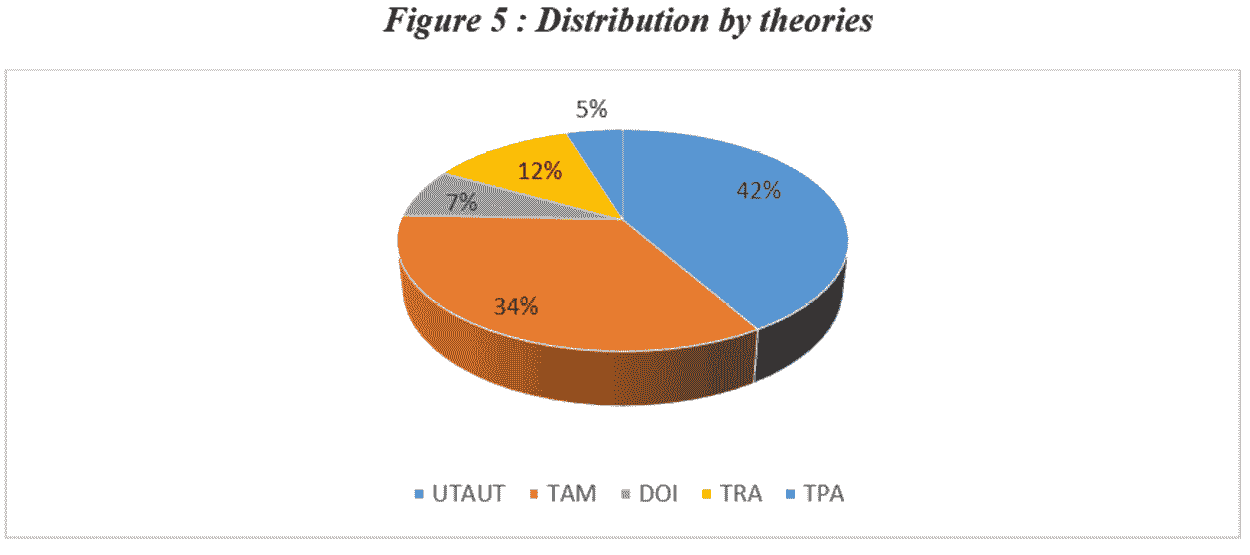 Figure 5 : Distribution by theories
5%
12%
42%
7%
34%
UTAUT TAM DOI TRA TPA